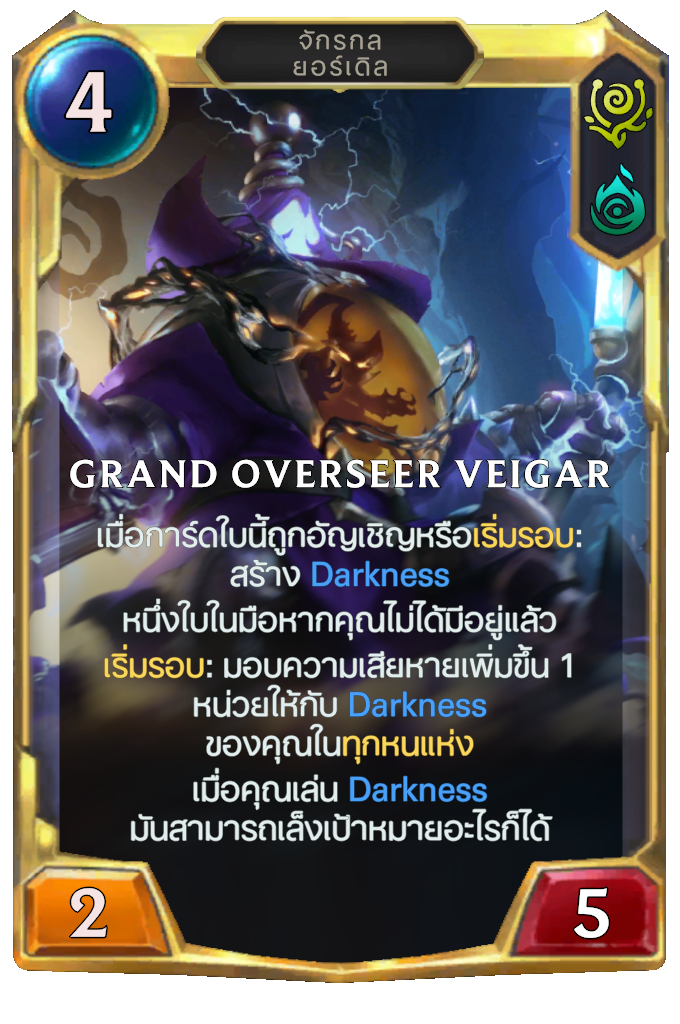 จักรกล
ยอร์เดิล
4
GRAND OVERSEER VEIGAR
เมื่อการ์ดใบนี้ถูกอัญเชิญหรือเริ่มรอบ:
สร้าง Darkness
หนึ่งใบในมือหากคุณไม่ได้มีอยู่แล้ว
เริ่มรอบ: มอบความเสียหายเพิ่มขึ้น 1
หน่วยให้กับ Darkness
ของคุณในทุกหนแห่ง
เมื่อคุณเล่น Darkness
มันสามารถเล็งเป้าหมายอะไรก็ได้
2
5